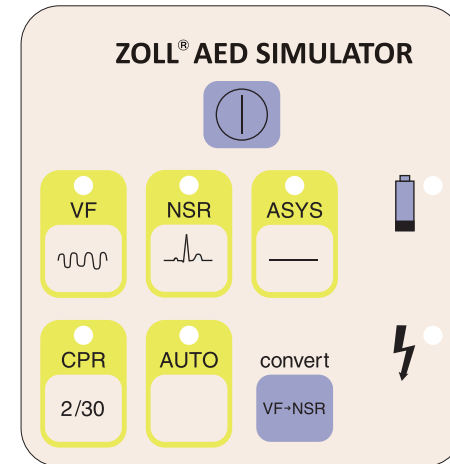 ZOLL® AED SIMULATOR
VF NSR ASYS
CPR AUTO convert
2/30 VF→NSR